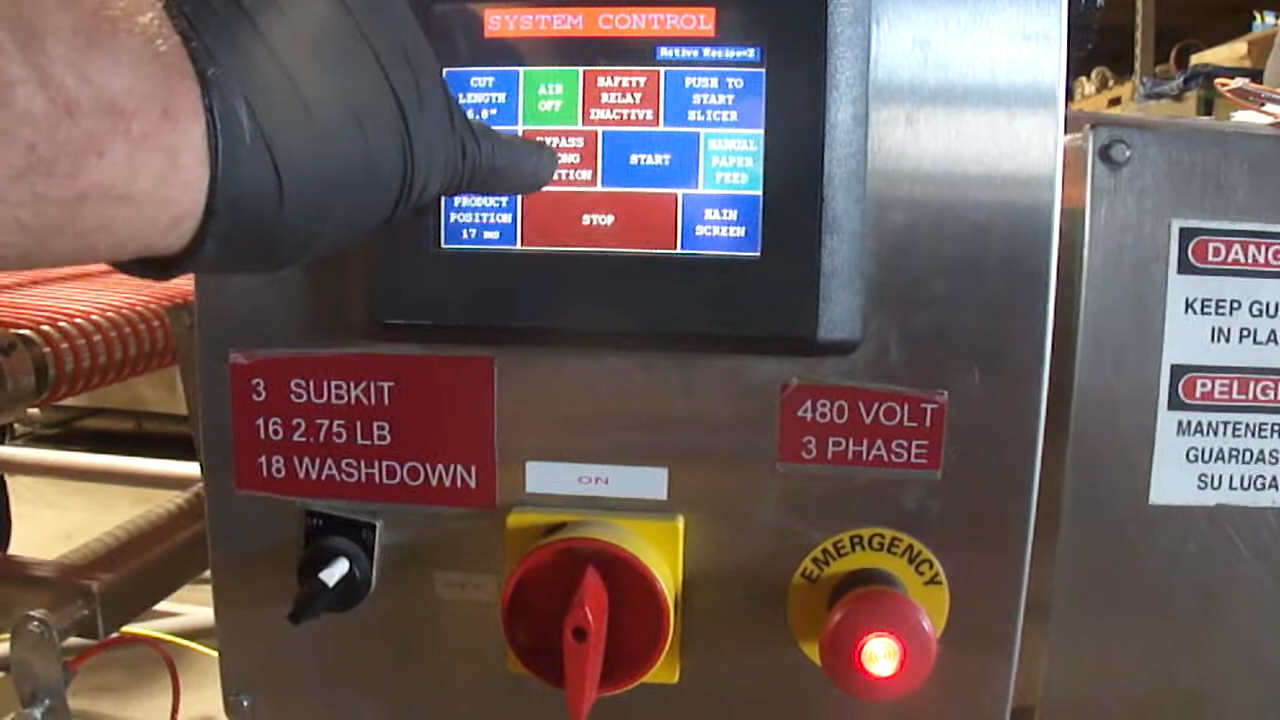 SYSTEM CONTROL
Active Recipe=2
CUT
LENGTH
6.0"
AIR
OFF
SAFETY
RELAY
INACTIVE
PUSH TO
START
SLICER
BYPASS
START
MANUAL
PAPER
FEED
PRODUCT
POSITION
17 ms
STOP
MAIN
SCREEN
3 SUBKIT
16 2.75 LB
18 WASHDOWN
480 VOLT
3 PHASE
ON
EMERGENCY
DANG
KEEP GU
IN PLA
PELIG
MANTENER
GUARDAS
SU LUGA